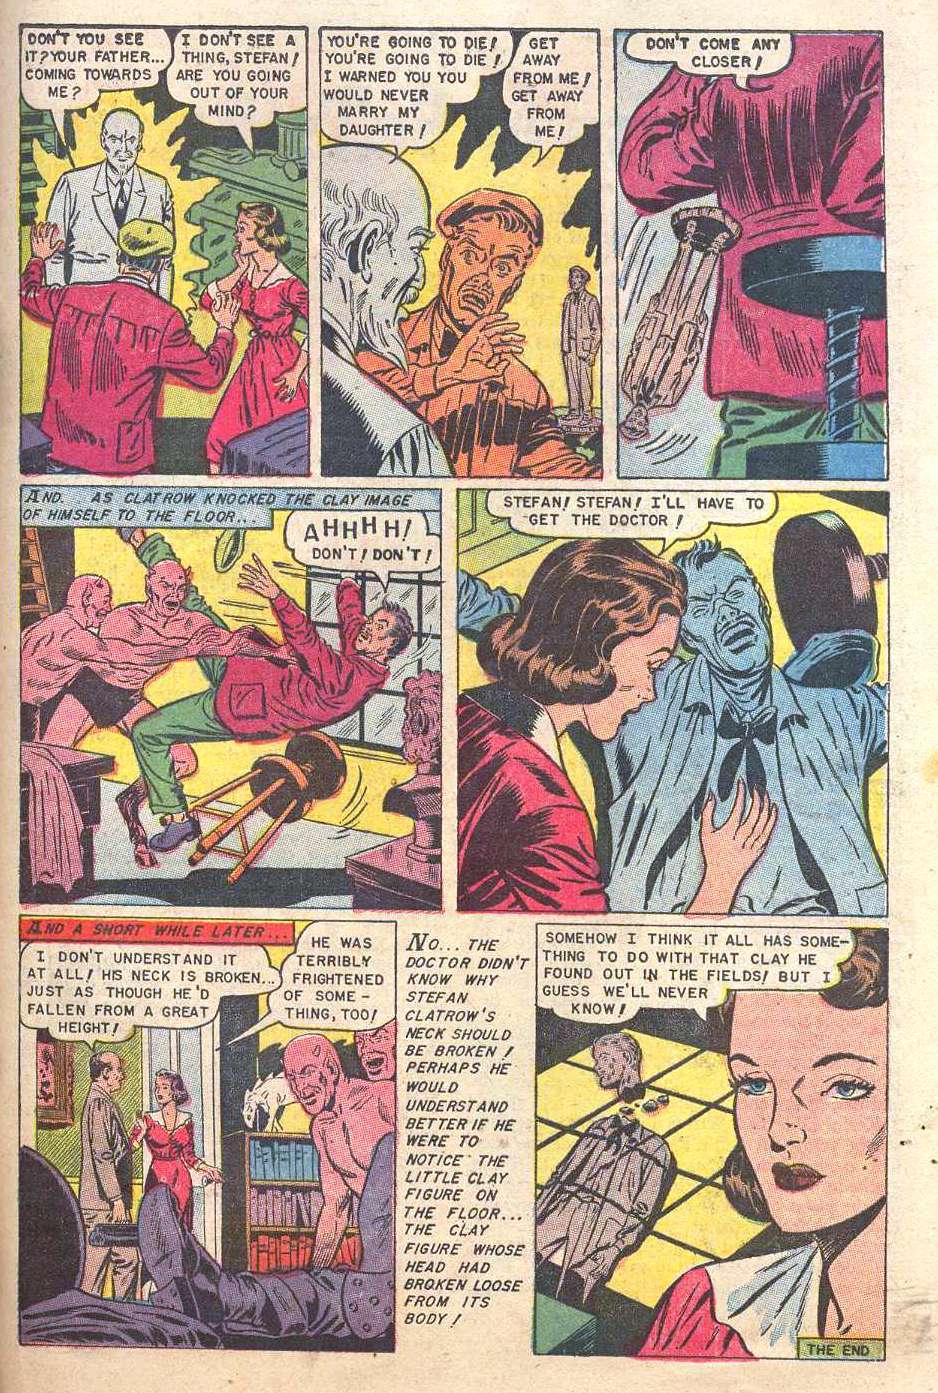 DON'T YOU SEE
IT? YOUR FATHER...
COMING TOWARDS
ME?
I DON'T SEE A
THING, STEFAN!
ARE YOU GOING
OUT OF YOUR
MIND?
YOU'RE GOING TO DIE!
YOU'RE GOING TO DIE!
I WARNED YOU YOU
WOULD NEVER
MARRY MY
DAUGHTER!
GET
AWAY
FROM ME!
GET AWAY
FROM
ME!
DON'T COME ANY
CLOSER!
AND. AS CLATROW KNOCKED THE CLAY IMAGE
OF HIMSELF TO THE FLOOR...
AHHHH!
DON'T! DON'T!
STEFAN! STEFAN! I'LL HAVE TO
GET THE DOCTOR!
AND A SHORT WHILE LATER...
I DON'T UNDERSTAND IT
AT ALL! HIS NECK IS BROKEN...
JUST AS THOUGH HE'D
FALLEN FROM A GREAT
HEIGHT!
HE WAS
TERRIBLY
FRIGHTENED
OF SOME-
THING, TOO!
NO... THE
DOCTOR DIDN'T
KNOW WHY
STEFAN
CLATROW'S
NECK SHOULD
BE BROKEN!
PERHAPS HE
WOULD
UNDERSTAND
BETTER IF HE
WERE TO
NOTICE THE
LITTLE CLAY
FIGURE ON
THE FLOOR...
THE CLAY
FIGURE WHOSE
HEAD HAD
BROKEN LOOSE
FROM ITS
BODY!
SOMEHOW I THINK IT ALL HAS SOME-
THING TO DO WITH THAT CLAY HE
FOUND OUT IN THE FIELDS! BUT I
GUESS WE'LL NEVER
KNOW!
THE END